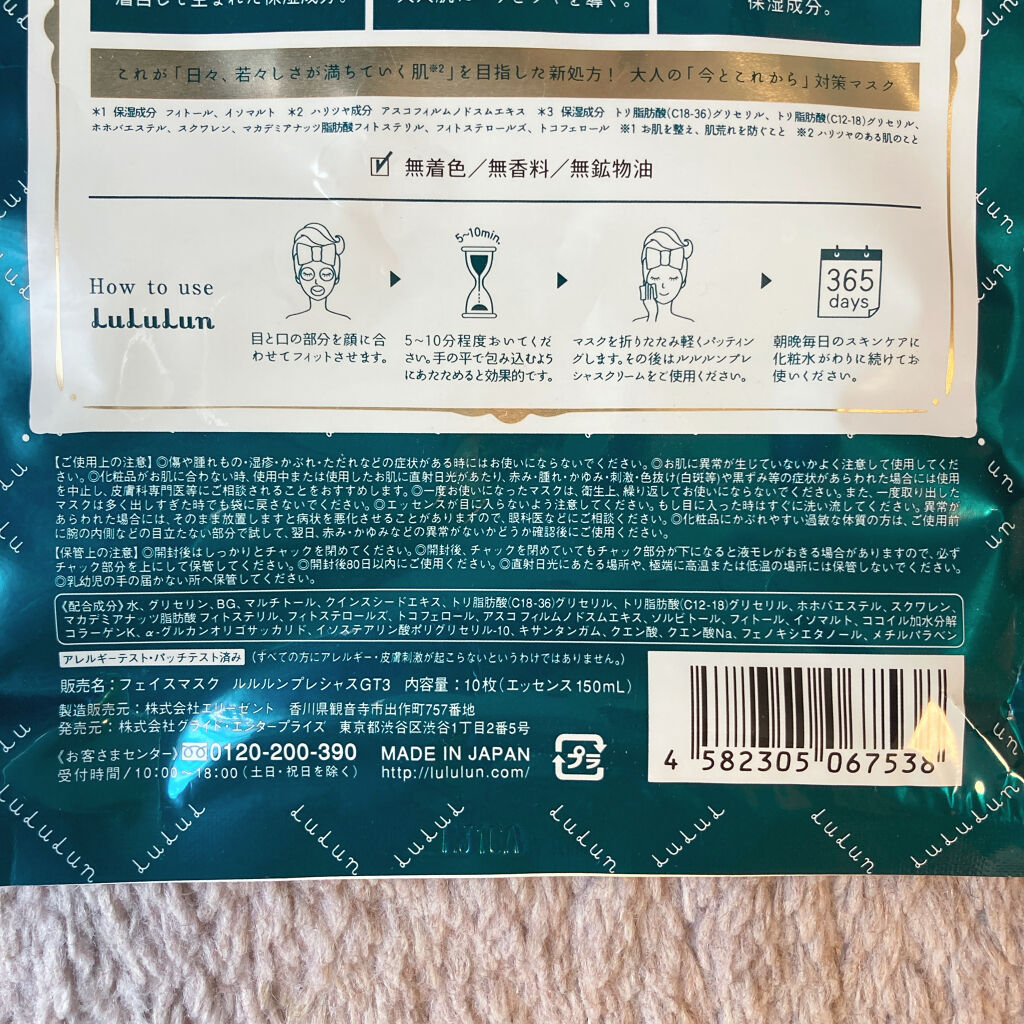 保湿成分。
これが「日々、若々しさが満ちていく肌※2」を目指した新処方！ 大人の「今とこれから」対策マスク
*1 保湿成分 フィトール、イソマルト *2 ハリツヤ成分 アスコフィルムノドスムエキス *3 保湿成分 トリ脂肪酸(C18-36)グリセリル、トリ脂肪酸(C12-18)グリセリル、
ホホバエステル、スクワレン、マカデミアナッツ脂肪酸フィトステリル、フィトステロールズ、トコフェロール ※1 お肌を整え、肌荒れを防ぐこと ※2 ハリツヤのある肌のこと
無着色／無香料／無鉱物油
How to use
LuLuLun
目と口の部分を顔に合
わせてフィットさせます。
5~10min.
5〜10分程度おいてくだ
さい。手の平で包み込むよう
にあたためると効果的です。
マスクを折りたたみ軽くパッティン
グします。その後はルルルンプレ
シャスクリームをご使用ください。
365
days
朝晩毎日のスキンケアに
化粧水がわりに続けてお
使いください。
【ご使用上の注意】◎傷や腫れもの・湿疹・かぶれ・ただれなどの症状がある時にはお使いにならないでください。◎お肌に異常が生じていないかよく注意して使用してくだ
さい。◎化粧品がお肌に合わない時、使用中または使用したお肌に直射日光があたり、赤み・腫れ・かゆみ・刺激・色抜け(白斑等)や黒ずみ等の症状があらわれた場合には使用
を中止し、皮膚科専門医等にご相談されることをおすすめします。◎一度お使いになったマスクは、衛生上、繰り返してお使いにならないでください。また、一度取り出した
マスクは多く出しすぎた時でも袋に戻さないでください。◎エッセンスが目に入らないよう注意してください。もし目に入った時はすぐに洗い流してください。異常が
あらわれた場合には、そのまま放置しますと病状を悪化させることがありますので、眼科医などにご相談ください。◎化粧品にかぶれやすい過敏な体質の方は、ご使用前
に腕の内側などの目立たない部分で試して、翌日、赤み・かゆみなどの異常がないかどうか確認後にご使用ください。
【保管上の注意】◎開封後はしっかりとチャックを閉めてください。◎開封後、チャックを閉めていてもチャック部分が下になると液モレがおきる場合がありますので、必ず
チャック部分を上にして保管してください。◎開封後80日以内にご使用ください。◎直射日光にあたる場所や、極端に高温または低温の場所には保管しないでください。
◎乳幼児の手の届かない所へ保管してください。
《配合成分》水、グリセリン、BG、マルチトール、クインスシードエキス、トリ脂肪酸(C18-36)グリセリル、トリ脂肪酸(C12-18)グリセリル、ホホバエステル、スクワレン、
マカデミアナッツ脂肪酸フィトステリル、フィトステロールズ、トコフェロール、アスコフィルムノドスムエキス、ソルビトール、フィトール、イソマルト、ココイル加水分解
コラーゲンK、α-グルカンオリゴサッカリド、イソステアリン酸ポリグリセリル-10、キサンタンガム、クエン酸、クエン酸Na、フェノキシエタノール、メチルパラベン
アレルギーテスト・パッチテスト済み (すべての方にアレルギー・皮膚刺激が起こらないというわけではありません。)
販売名：フェイスマスク ルルルンプレシャスGT3 内容量：10枚(エッセンス150mL)
製造販売元：株式会社エリーゼント 香川県観音寺市出作町757番地
発売元：株式会社グライド・エンタープライズ 東京都渋谷区渋谷1丁目2番5号
《お客さまセンター》 0120-200-390 MADE IN JAPAN
受付時間／10:00〜18:00(土日・祝日を除く) http://lululun.com/
プラ
4 582305 067538
LuLuLun LuLuLun LuLuLun LuLuLun LuLuLun LuLuLun LuLuLun LuLuLun